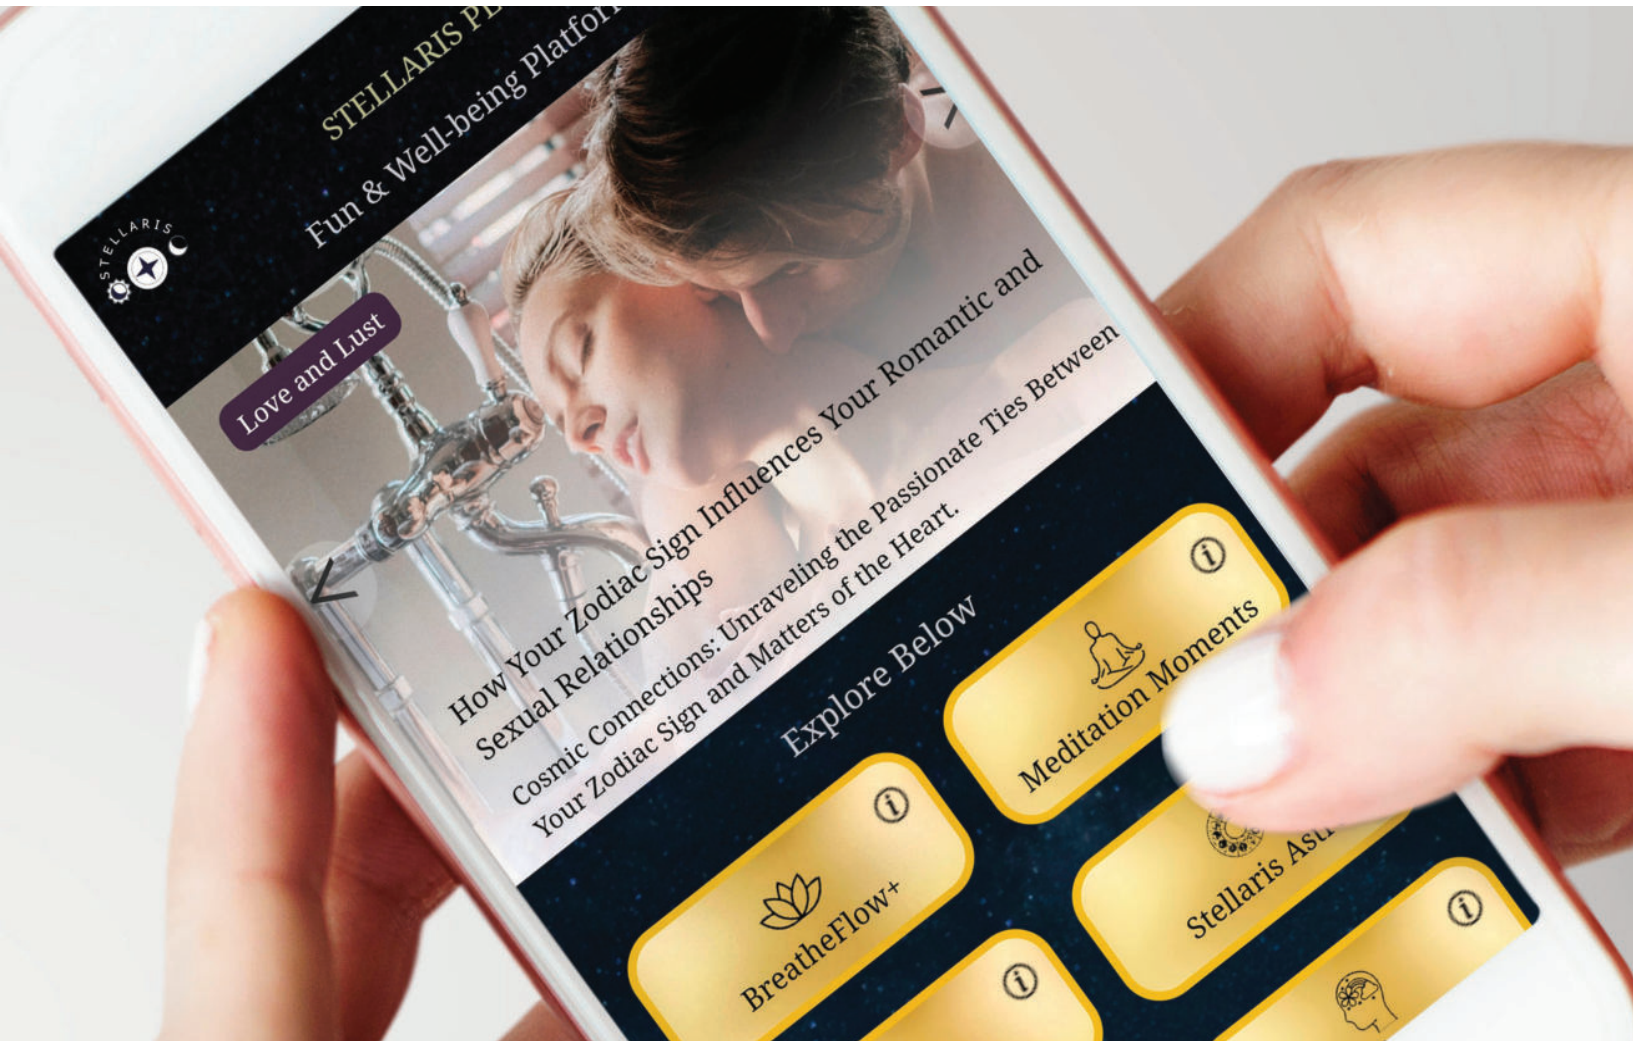 STELLARIS
Fun & Well-being
STELLARIS
Love and Lust
How Your Zodiac Sign Influences Your Romantic and
Sexual Relationships
Cosmic Connections: Unraveling the Passionate Ties Between
Your Zodiac Sign and Matters of the Heart.
Explore Below
Meditation Moments
BreatheFlow+
Stellaris